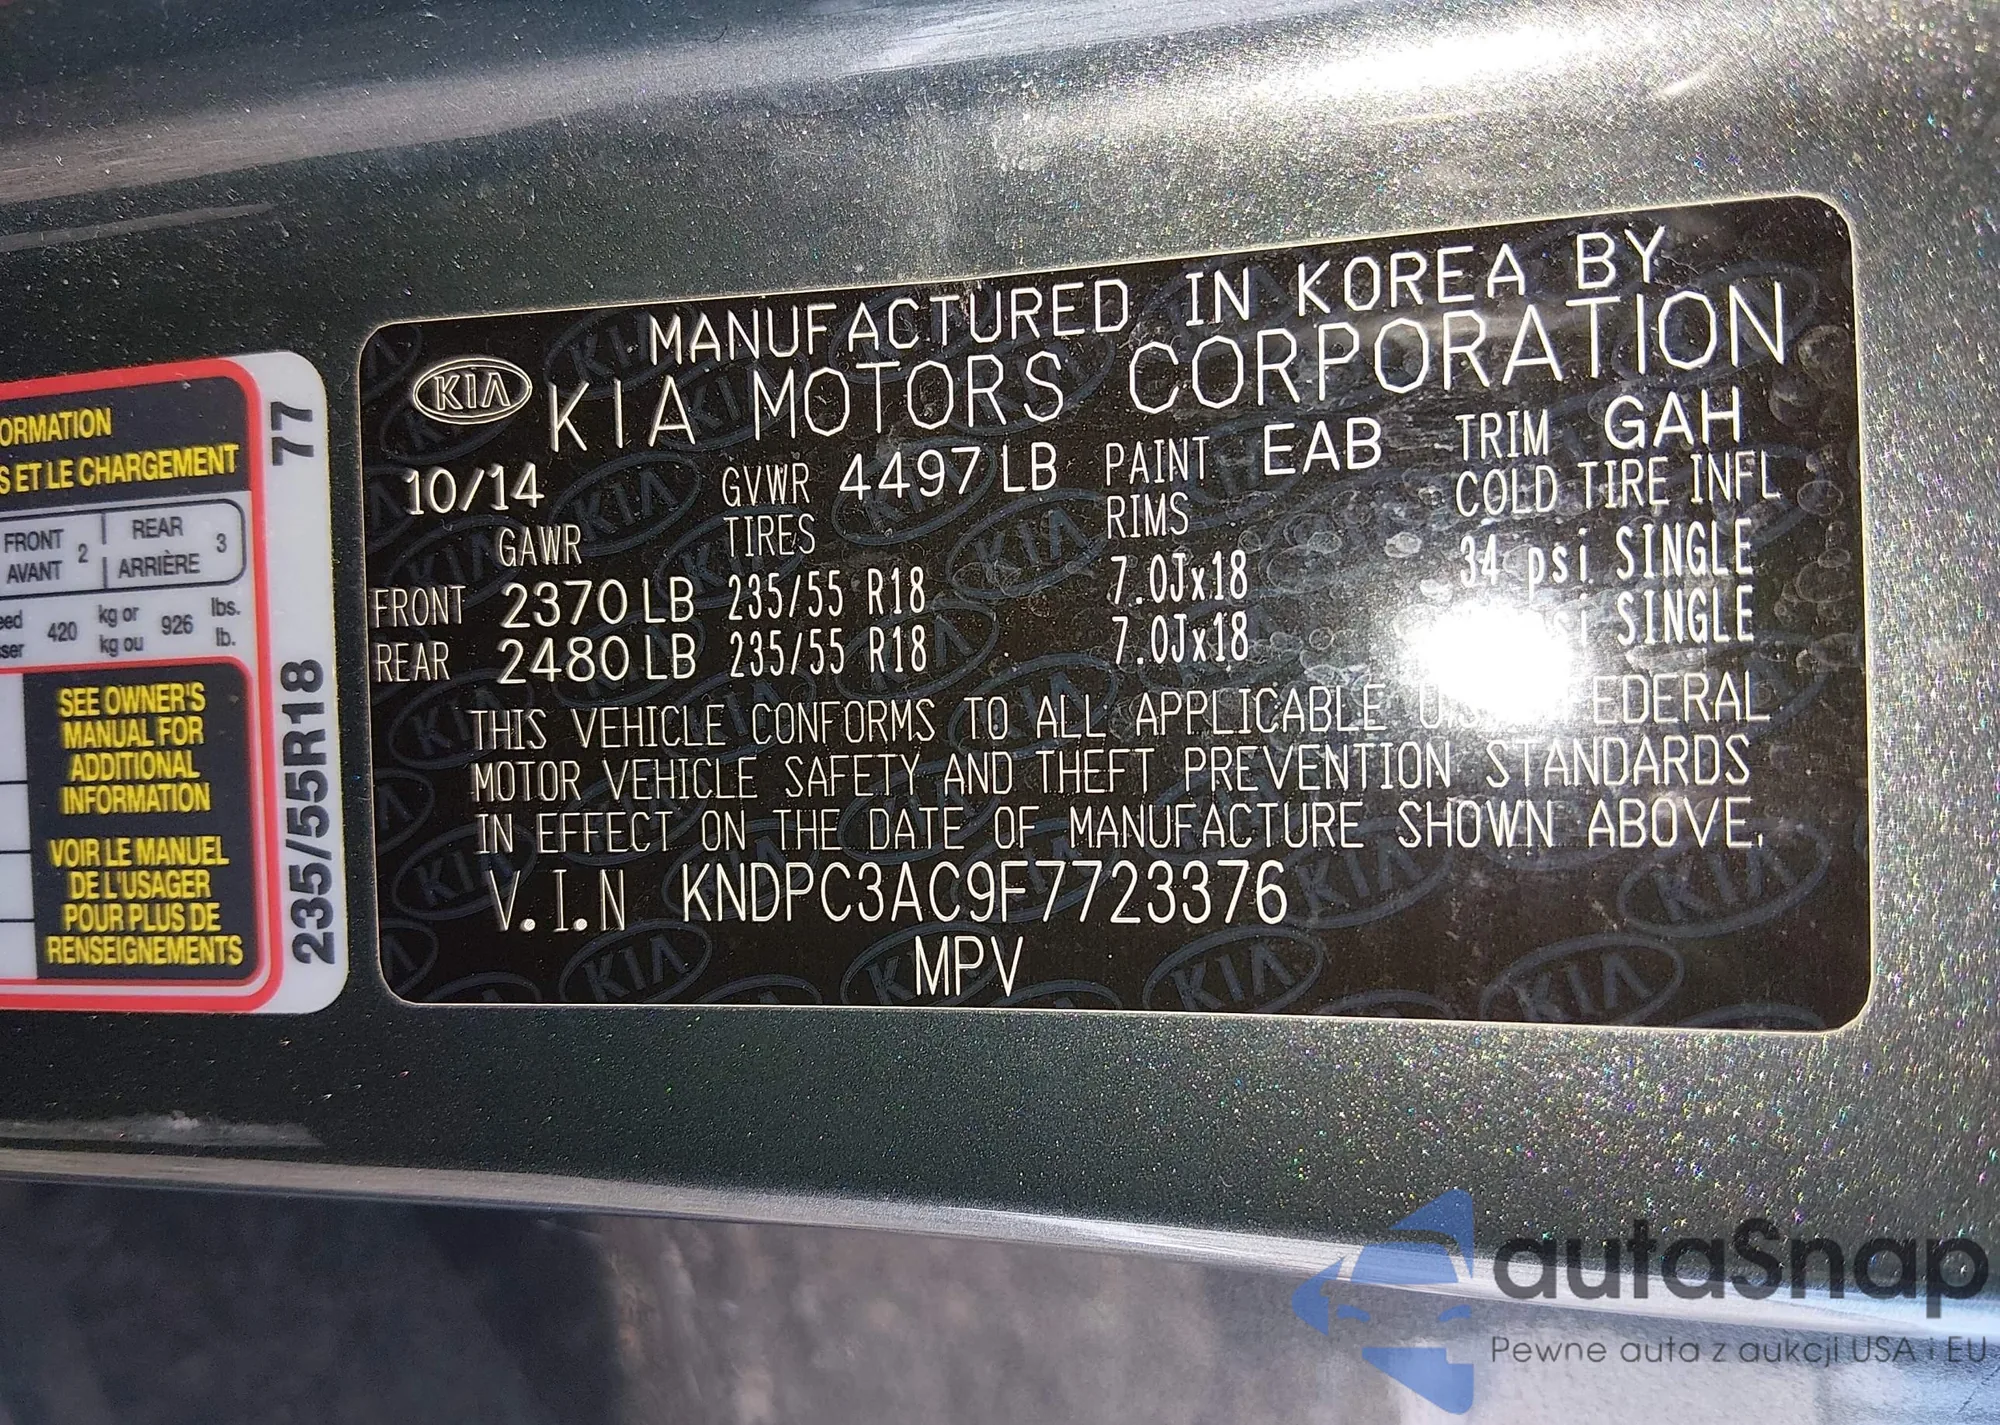 ORMATION
S ET LE CHARGEMENT
FRONT 2 REAR 3
AVANT ARRIÈRE
420 kg or 926 lbs.
kg ou lb.
SEE OWNER'S
MANUAL FOR
ADDITIONAL
INFORMATION
VOIR LE MANUEL
DE L'USAGER
POUR PLUS DE
RENSEIGNEMENTS
77
235/55R18
MANUFACTURED IN KOREA BY
KIA KIA MOTORS CORPORATION
10/14 GVWR 4497 LB PAINT EAB TRIM GAH
GAWR TIRES RIMS COLD TIRE INFL
FRONT 2370 LB 235/55 R18 7.0Jx18 34 psi SINGLE
REAR 2480 LB 235/55 R18 7.0Jx18 SINGLE
THIS VEHICLE CONFORMS TO ALL APPLICABLE FEDERAL
MOTOR VEHICLE SAFETY AND THEFT PREVENTION STANDARDS
IN EFFECT ON THE DATE OF MANUFACTURE SHOWN ABOVE.
V.I.N KNDPC3AC9F7723376
MPV
autaSnap
Pewne auta z aukcji USA i EU